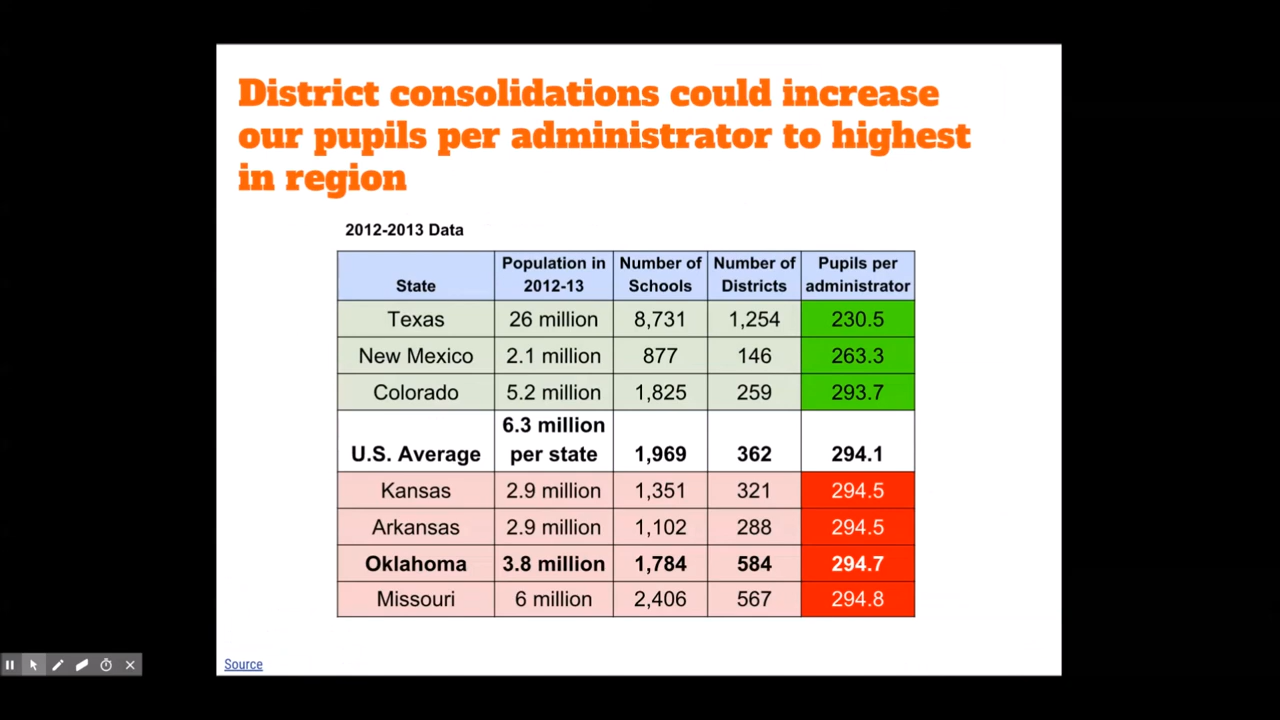 District consolidations could increase
our pupils per administrator to highest
in region
2012-2013 Data
State Population in 2012-13 Number of Schools Number of Districts Pupils per administrator
Texas 26 million 8,731 1,254 230.5
New Mexico 2.1 million 877 146 263.3
Colorado 5.2 million 1,825 259 293.7
U.S. Average 6.3 million per state 1,969 362 294.1
Kansas 2.9 million 1,351 321 294.5
Arkansas 2.9 million 1,102 288 294.5
Oklahoma 3.8 million 1,784 584 294.7
Missouri 6 million 2,406 567 294.8
Source